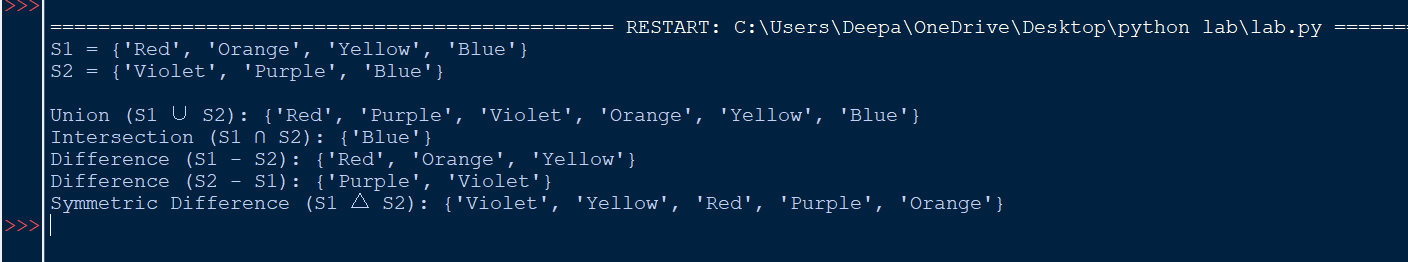 >>>
=============================================== RESTART: C:\Users\Deepa\OneDrive\Desktop\python lab\lab.py ======
S1 = {'Red', 'Orange', 'Yellow', 'Blue'}
S2 = {'Violet', 'Purple', 'Blue'}
Union (S1 ∪ S2): {'Red', 'Purple', 'Violet', 'Orange', 'Yellow', 'Blue'}
Intersection (S1 ∩ S2): {'Blue'}
Difference (S1 - S2): {'Red', 'Orange', 'Yellow'}
Difference (S2 - S1): {'Purple', 'Violet'}
Symmetric Difference (S1 △ S2): {'Violet', 'Yellow', 'Red', 'Purple', 'Orange'}
>>>